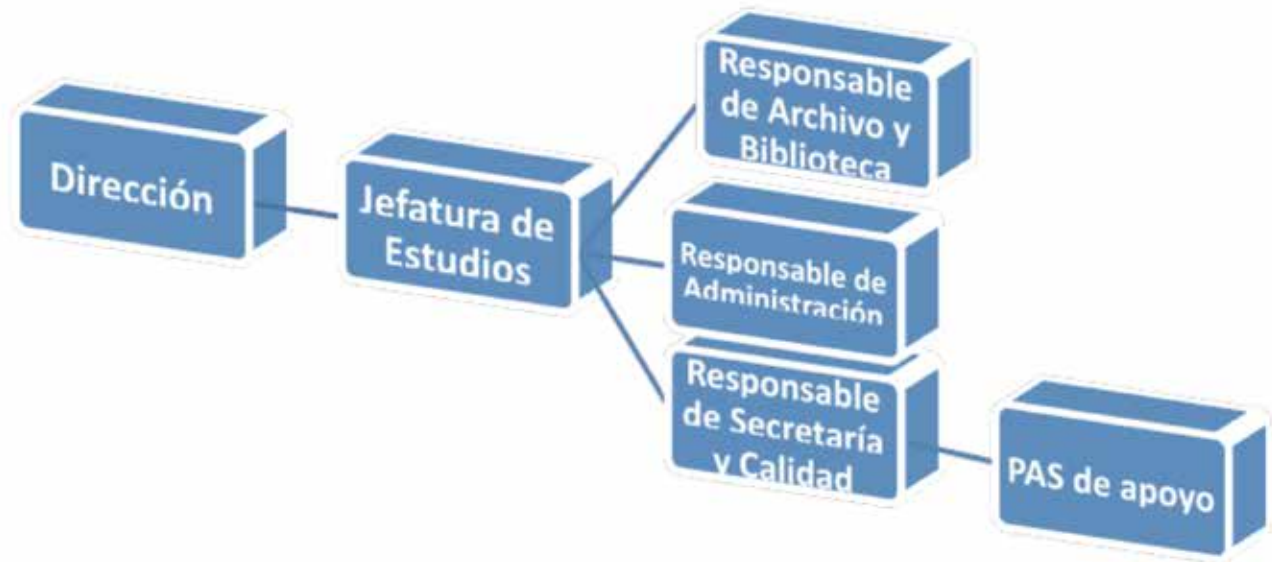 Dirección
Jefatura de
Estudios
Responsable
de Archivo y
Biblioteca
Responsable de
Administración
Responsable
de Secretaría
y Calidad
PAS de apoyo